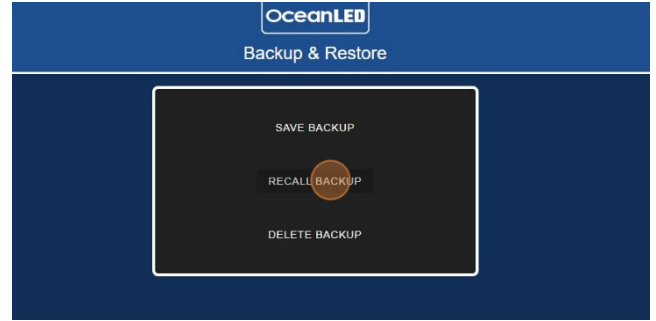 OceanLED
Backup & Restore
SAVE BACKUP
RECALL BACKUP
DELETE BACKUP